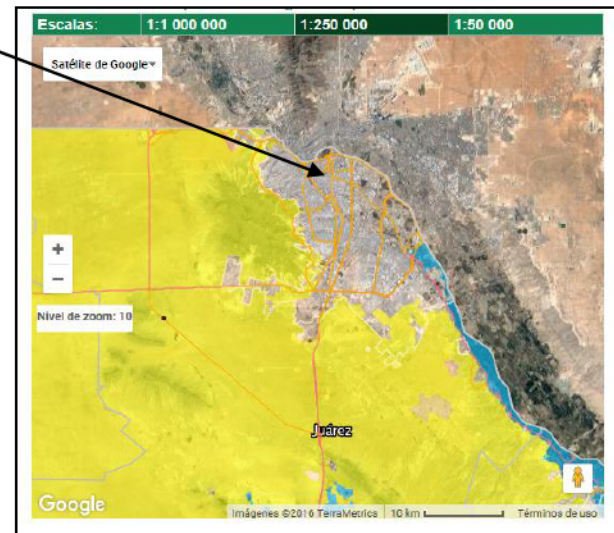 Escalas: 1:1 000 000 1:250 000 1:50 000
Satélite de Google
+
−
Nivel de zoom: 10
Juárez
Google
Imágenes ©2016 TerraMetrics 10 km Términos de uso